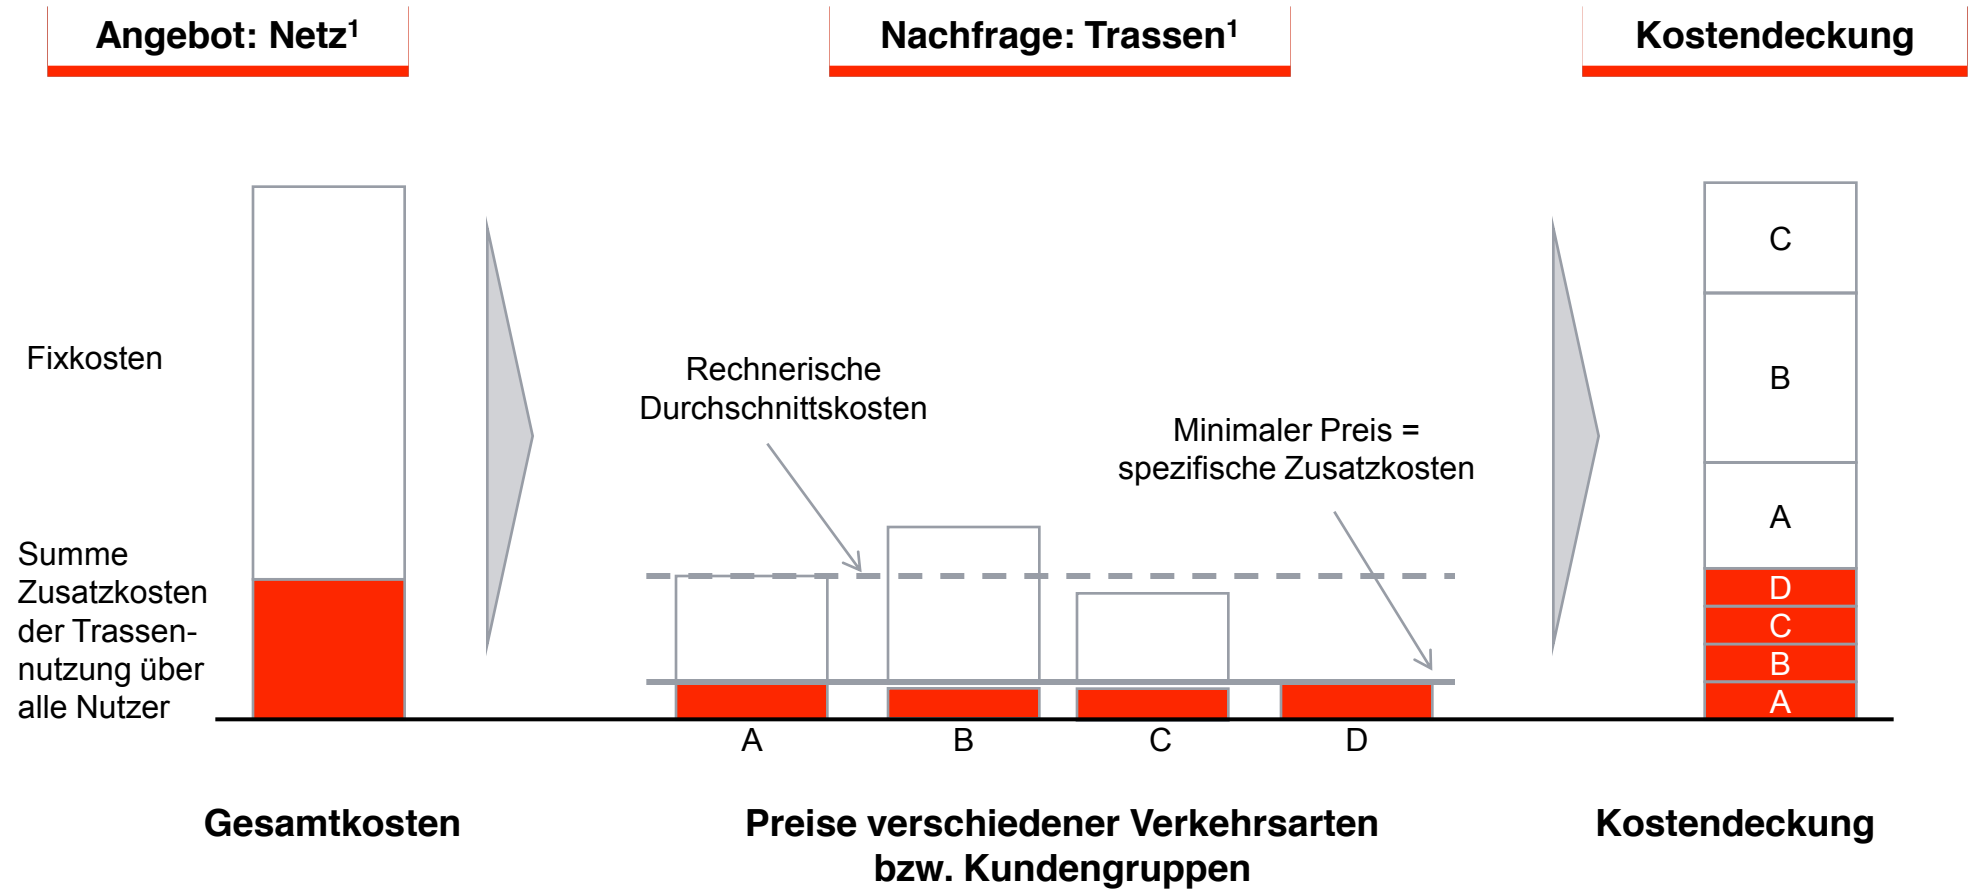 Angebot: Netz¹
Nachfrage: Trassen¹
Kostendeckung
Fixkosten
Summe
Zusatzkosten
der Trassen-
nutzung über
alle Nutzer
Rechnerische
Durchschnittskosten
Minimaler Preis =
spezifische Zusatzkosten
A
B
C
D
C
B
A
D
C
B
A
Gesamtkosten
Preise verschiedener Verkehrsarten
bzw. Kundengruppen
Kostendeckung